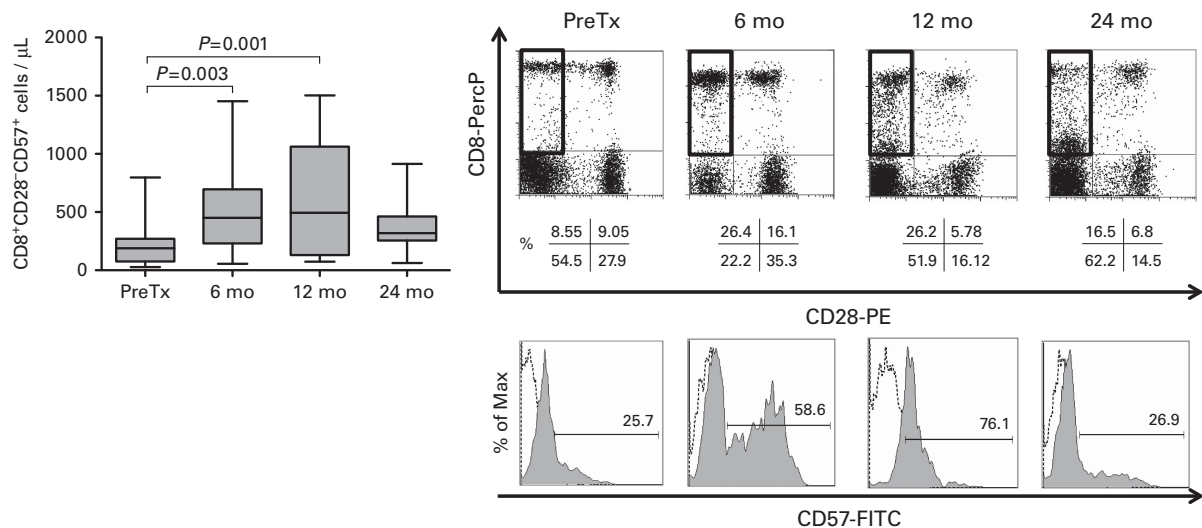 CD8+CD28-CD57+ cells / µL
2000
1500
1000
500
0
P=0.001
P=0.003
PreTx 6 mo 12 mo 24 mo
PreTx 6 mo 12 mo 24 mo
CD8-PercP
% 8.55 9.05 26.4 16.1 26.2 5.78 16.5 6.8
54.5 27.9 22.2 35.3 51.9 16.12 62.2 14.5
CD28-PE
% of Max
25.7 58.6 76.1 26.9
CD57-FITC